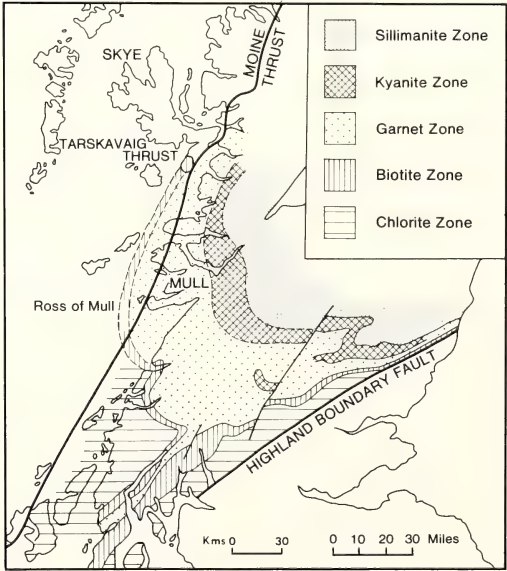 SKYE
MOINE
THRUST
TARSKAVAIG
THRUST
MULL
Ross of Mull
HIGHLAND BOUNDARY FAULT
Sillimanite Zone
Kyanite Zone
Garnet Zone
Biotite Zone
Chlorite Zone
Kms 0 30
0 10 20 30 Miles